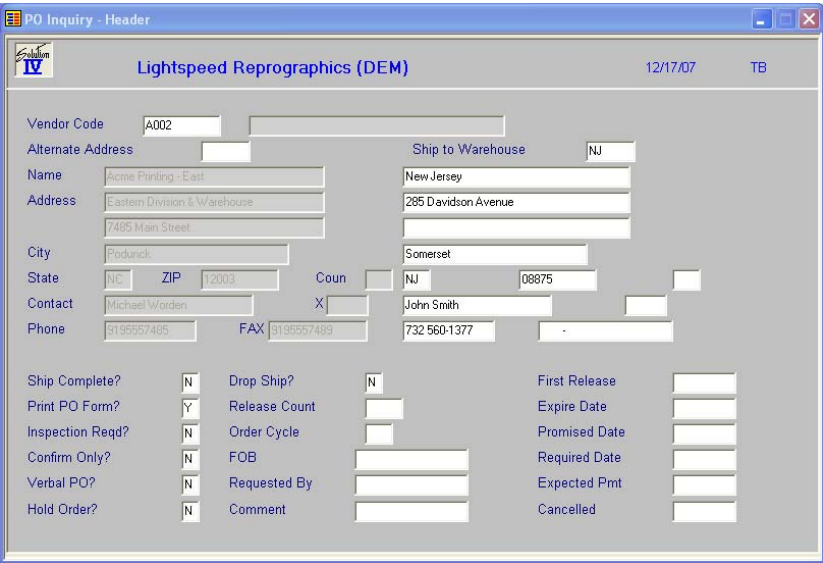 PO Inquiry - Header
Solution IV
Lightspeed Reprographics (DEM) 12/17/07 TB
Vendor Code A002
Alternate Address Ship to Warehouse NJ
Name Acme Printing - East New Jersey
Address Eastern Division & Warehouse 285 Davidson Avenue
7485 Main Street
City Podunck Somerset
State NC ZIP 12003 Coun NJ 08875
Contact Michael Worden X John Smith
Phone 9195557485 FAX 9195557489 732 560-1377 -
Ship Complete? N Drop Ship? N First Release
Print PO Form? Y Release Count Expire Date
Inspection Reqd? N Order Cycle Promised Date
Confirm Only? N FOB Required Date
Verbal PO? N Requested By Expected Pmt
Hold Order? N Comment Cancelled